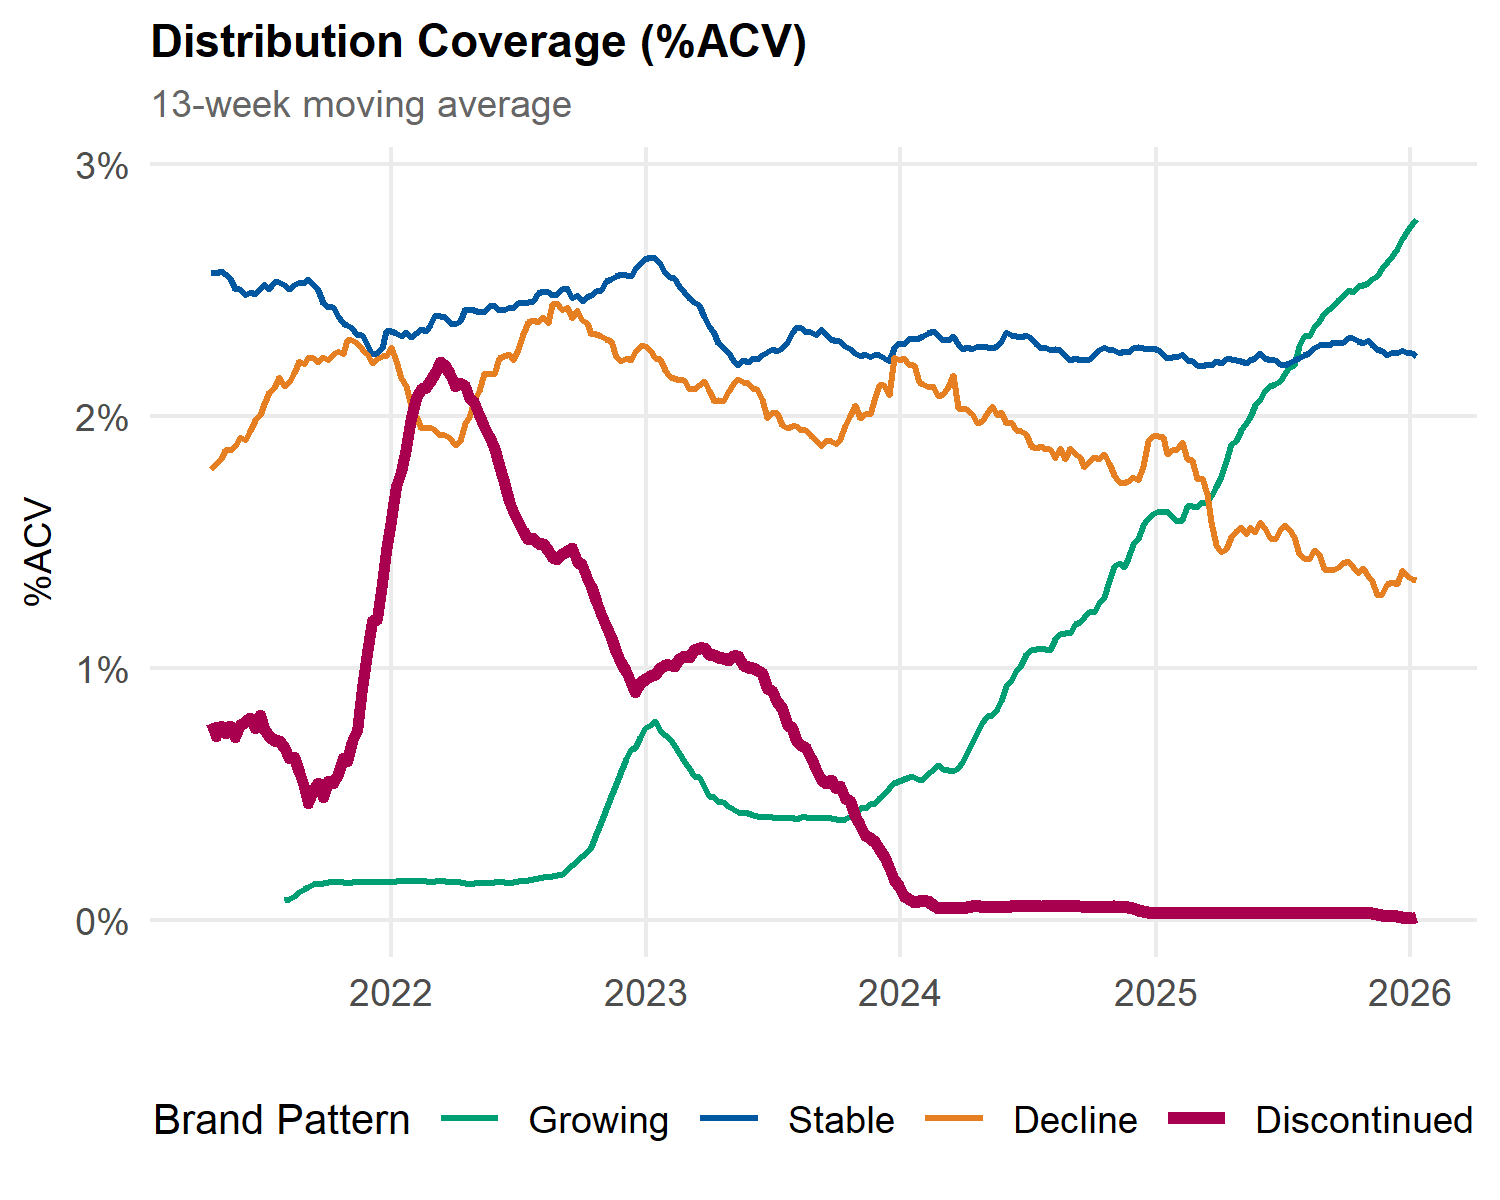 Distribution Coverage (%ACV)
13-week moving average
3%
2%
1%
0%
%ACV
2022 2023 2024 2025 2026
Brand Pattern Growing Stable Decline Discontinued